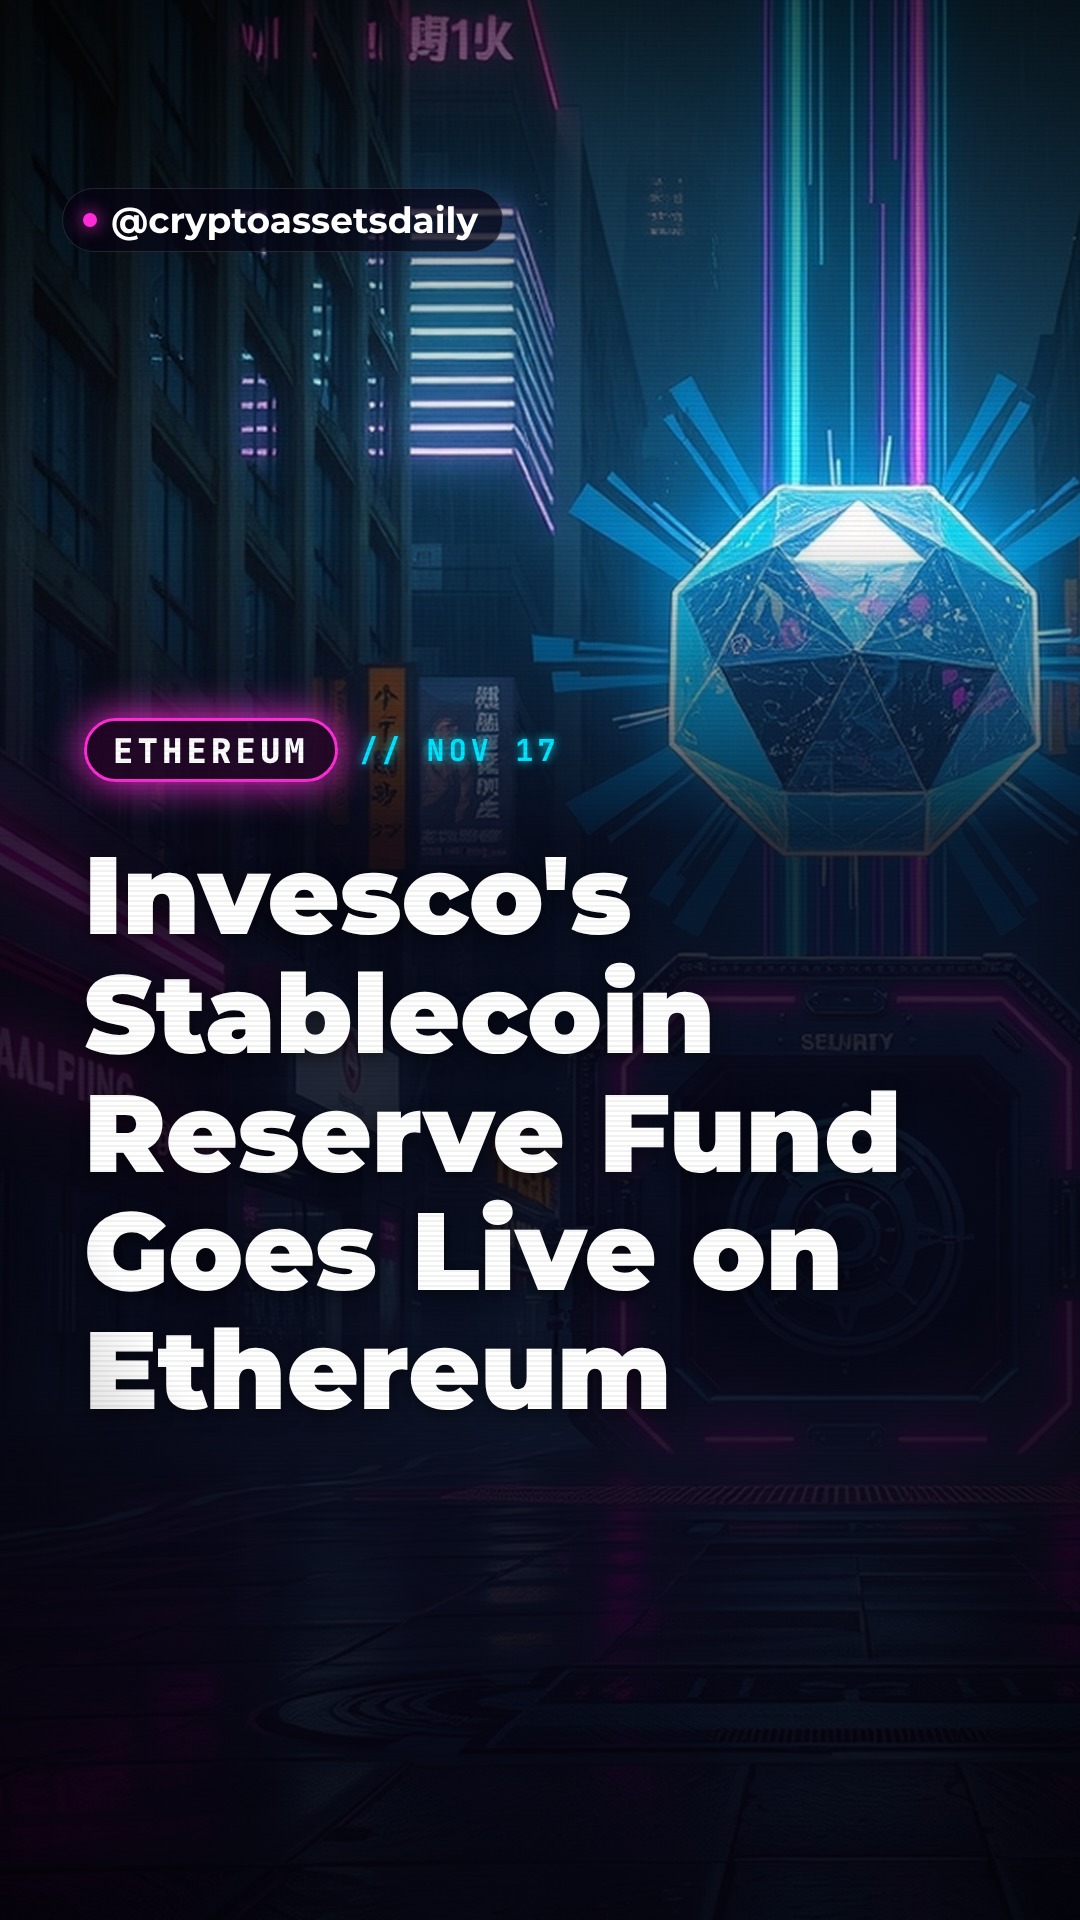 @cryptoassetsdaily
ETHEREUM // NOV 17
Invesco's
Stablecoin
Reserve Fund
Goes Live on
Ethereum